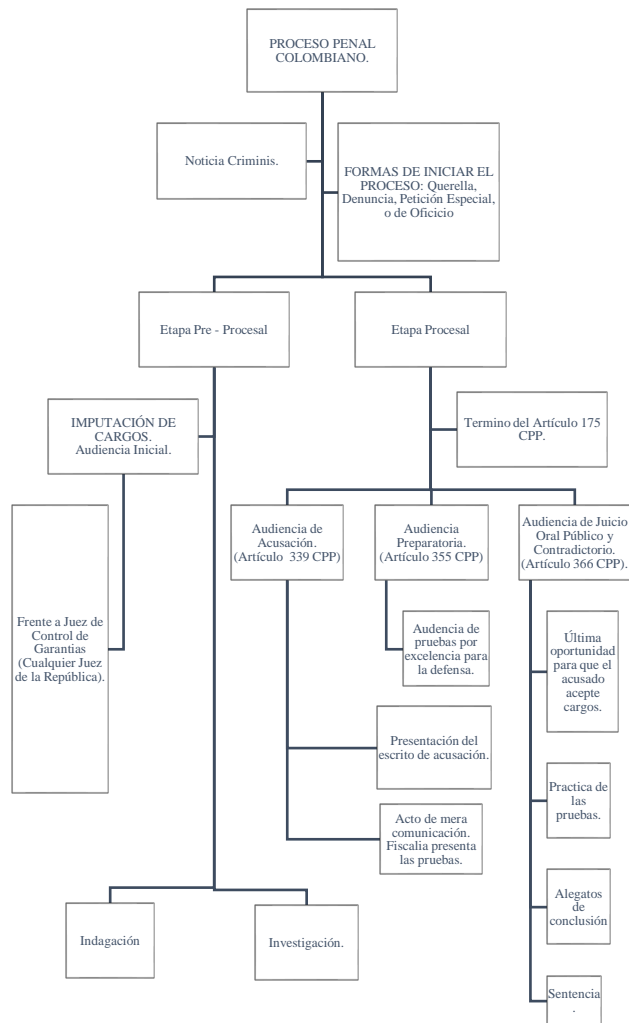 PROCESO PENAL
COLOMBIANO.
Noticia Criminis.
FORMAS DE INICIAR EL
PROCESO: Querella,
Denuncia, Petición Especial,
o de Oficicio
Etapa Pre - Procesal
Etapa Procesal
IMPUTACIÓN DE
CARGOS.
Audiencia Inicial.
Termino del Artículo 175
CPP.
Frente a Juez de
Control de
Garantias
(Cualquier Juez
de la República).
Audiencia de
Acusación.
(Artículo 339 CPP)
Audiencia
Preparatoria.
(Artículo 355 CPP)
Audiencia de Juicio
Oral Público y
Contradictorio.
(Artículo 366 CPP).
Audencia de
pruebas por
excelencia para
la defensa.
Última
oportunidad
para que el
acusado
acepte
cargos.
Presentación del
escrito de acusación.
Practica de
las
pruebas.
Acto de mera
comunicación.
Fiscalia presenta
las pruebas.
Alegatos
de
conclusión
Indagación
Investigación.
Sentencia
.